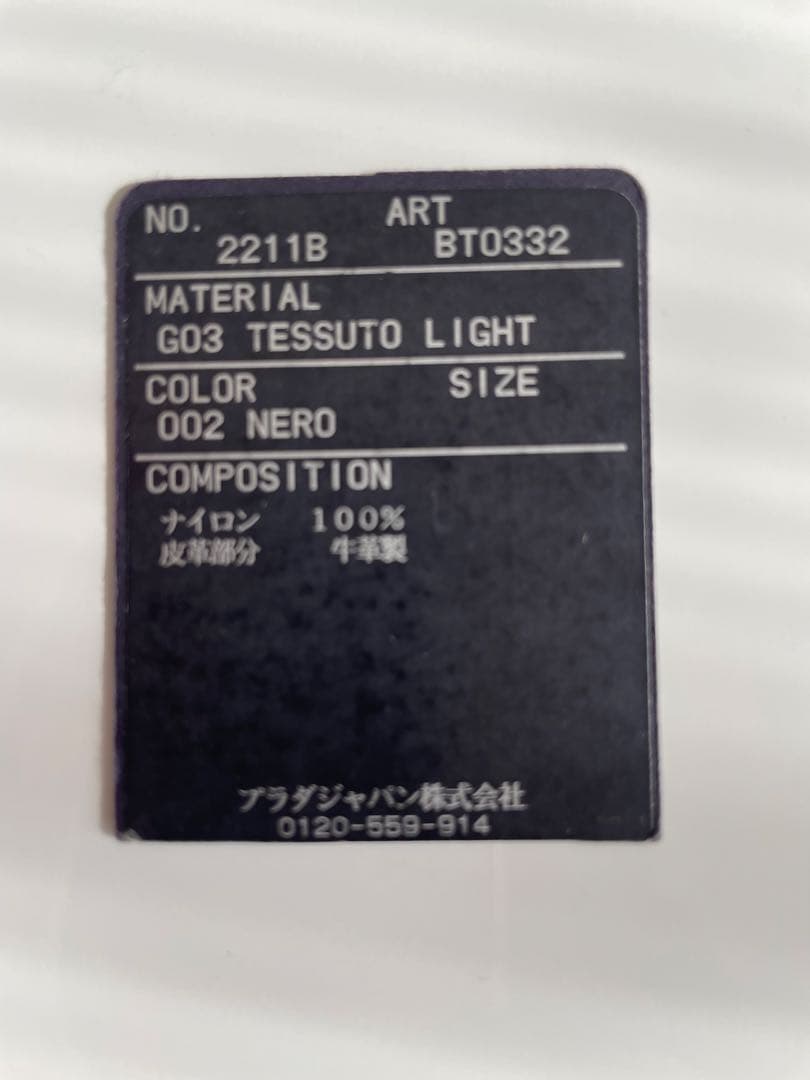 NO. ART
2211B BT0332
MATERIAL
G03 TESSUTO LIGHT
COLOR SIZE
002 NERO
COMPOSITION
ナイロン 100%
皮革部分 牛革製
プラダジャパン株式会社
0120-559-914